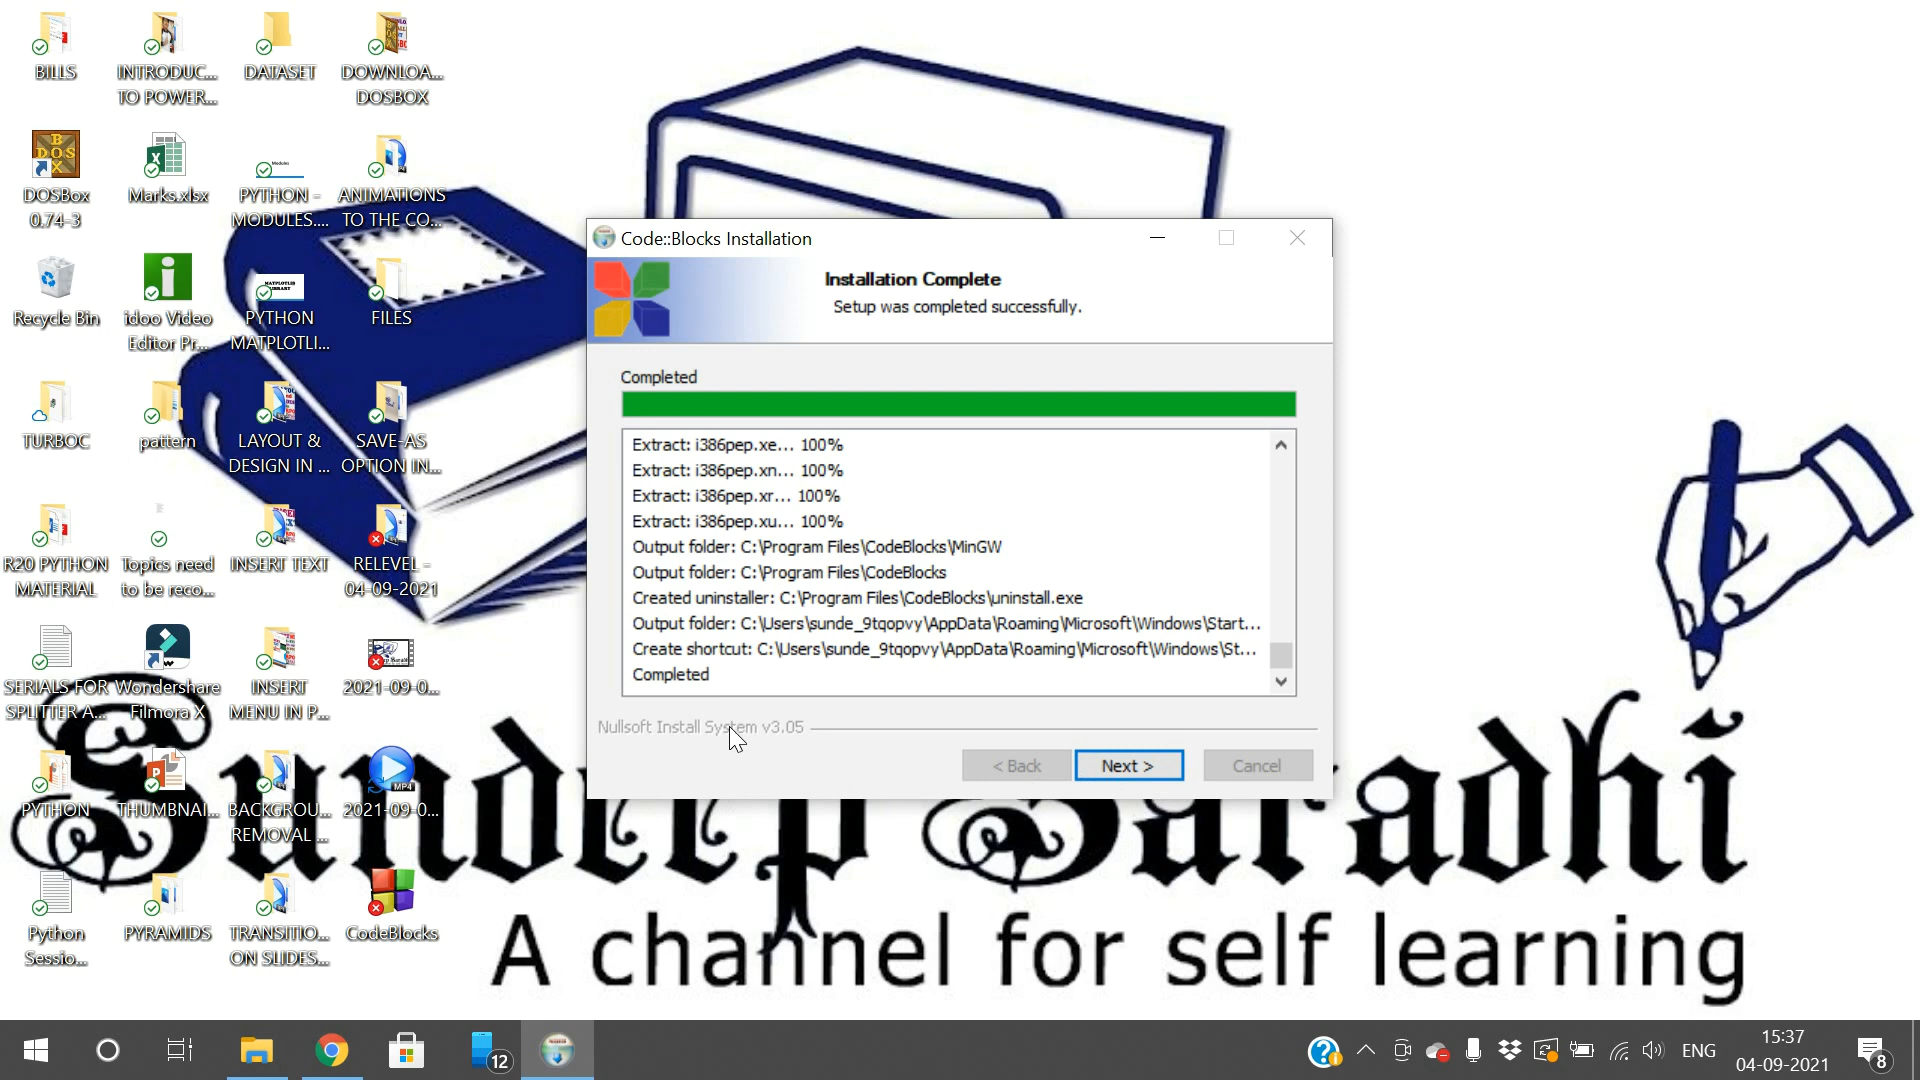 BILLS
INTRODUC...
TO POWER...
DATASET
DOWNLOA...
DOSBOX
DOSBox
0.74-3
Marks.xlsx
Modules
PYTHON -
MODULES....
ANIMATIONS
TO THE CO...
Recycle Bin
idoo Video
Editor Pr...
MATPLOTLIB
LIBRARY
PYTHON
MATPLOTLI...
FILES
TURBOC
pattern
LAYOUT &
DESIGN IN ...
SAVE-AS
OPTION IN...
R20 PYTHON
MATERIAL
Topics need
to be reco...
INSERT TEXT
RELEVEL -
04-09-2021
SERIALS FOR
SPLITTER A...
Wondershare
Filmora X
INSERT
MENU IN P...
2021-09-0...
PYTHON
THUMBNAI...
BACKGROU...
REMOVAL ...
MP4
2021-09-0...
Python
Sessio...
PYRAMIDS
TRANSITIO...
ON SLIDES...
CodeBlocks
Code::Blocks Installation
Installation Complete
Setup was completed successfully.
Completed
Extract: i386pep.xe... 100%
Extract: i386pep.xn... 100%
Extract: i386pep.xr... 100%
Extract: i386pep.xu... 100%
Output folder: C:\Program Files\CodeBlocks\MinGW
Output folder: C:\Program Files\CodeBlocks
Created uninstaller: C:\Program Files\CodeBlocks\uninstall.exe
Output folder: C:\Users\sunde_9tqopvy\AppData\Roaming\Microsoft\Windows\Start...
Create shortcut: C:\Users\sunde_9tqopvy\AppData\Roaming\Microsoft\Windows\St...
Completed
Nullsoft Install System v3.05
< Back
Next >
Cancel
Sundeep Saradhi
A channel for self learning
12
ENG
15:37
04-09-2021
8